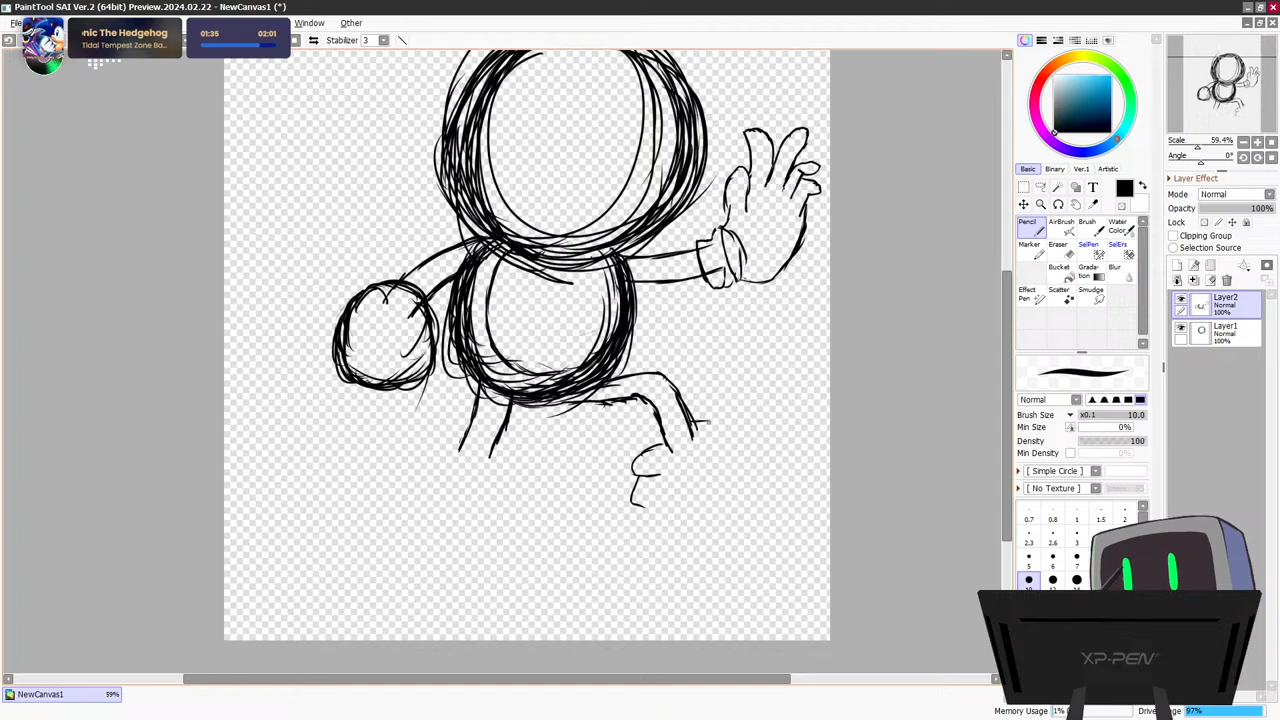 PaintTool SAI Ver.2 (64bit) Preview.2024.02.22 - NewCanvas1 (*)
Window Other
nic The Hedgehog
Tidal Tempest Zone Ba...
01:35 02:01
Stabilizer 3
Scale 59.4%
Angle 0°
Basic Binary Ver.1 Artistic
Layer Effect
Mode Normal
Opacity 100%
Lock
Clipping Group
Selection Source
Pencil AirBrush Brush Water Color
Marker Eraser SelPen SelErs
Bucket Gradation Blur
Effect Pen Scatter Smudge
Layer2
Normal
100%
Layer1
Normal
100%
Normal
Brush Size x0.1 10.0
Min Size 0%
Density 100
Min Density 0%
[ Simple Circle ]
[ No Texture ]
0.7 0.8 1 1.5 2
2.3 2.6 3
5 6 7
XP-PEN
NewCanvas1 59%
Memory Usage 1%
97%